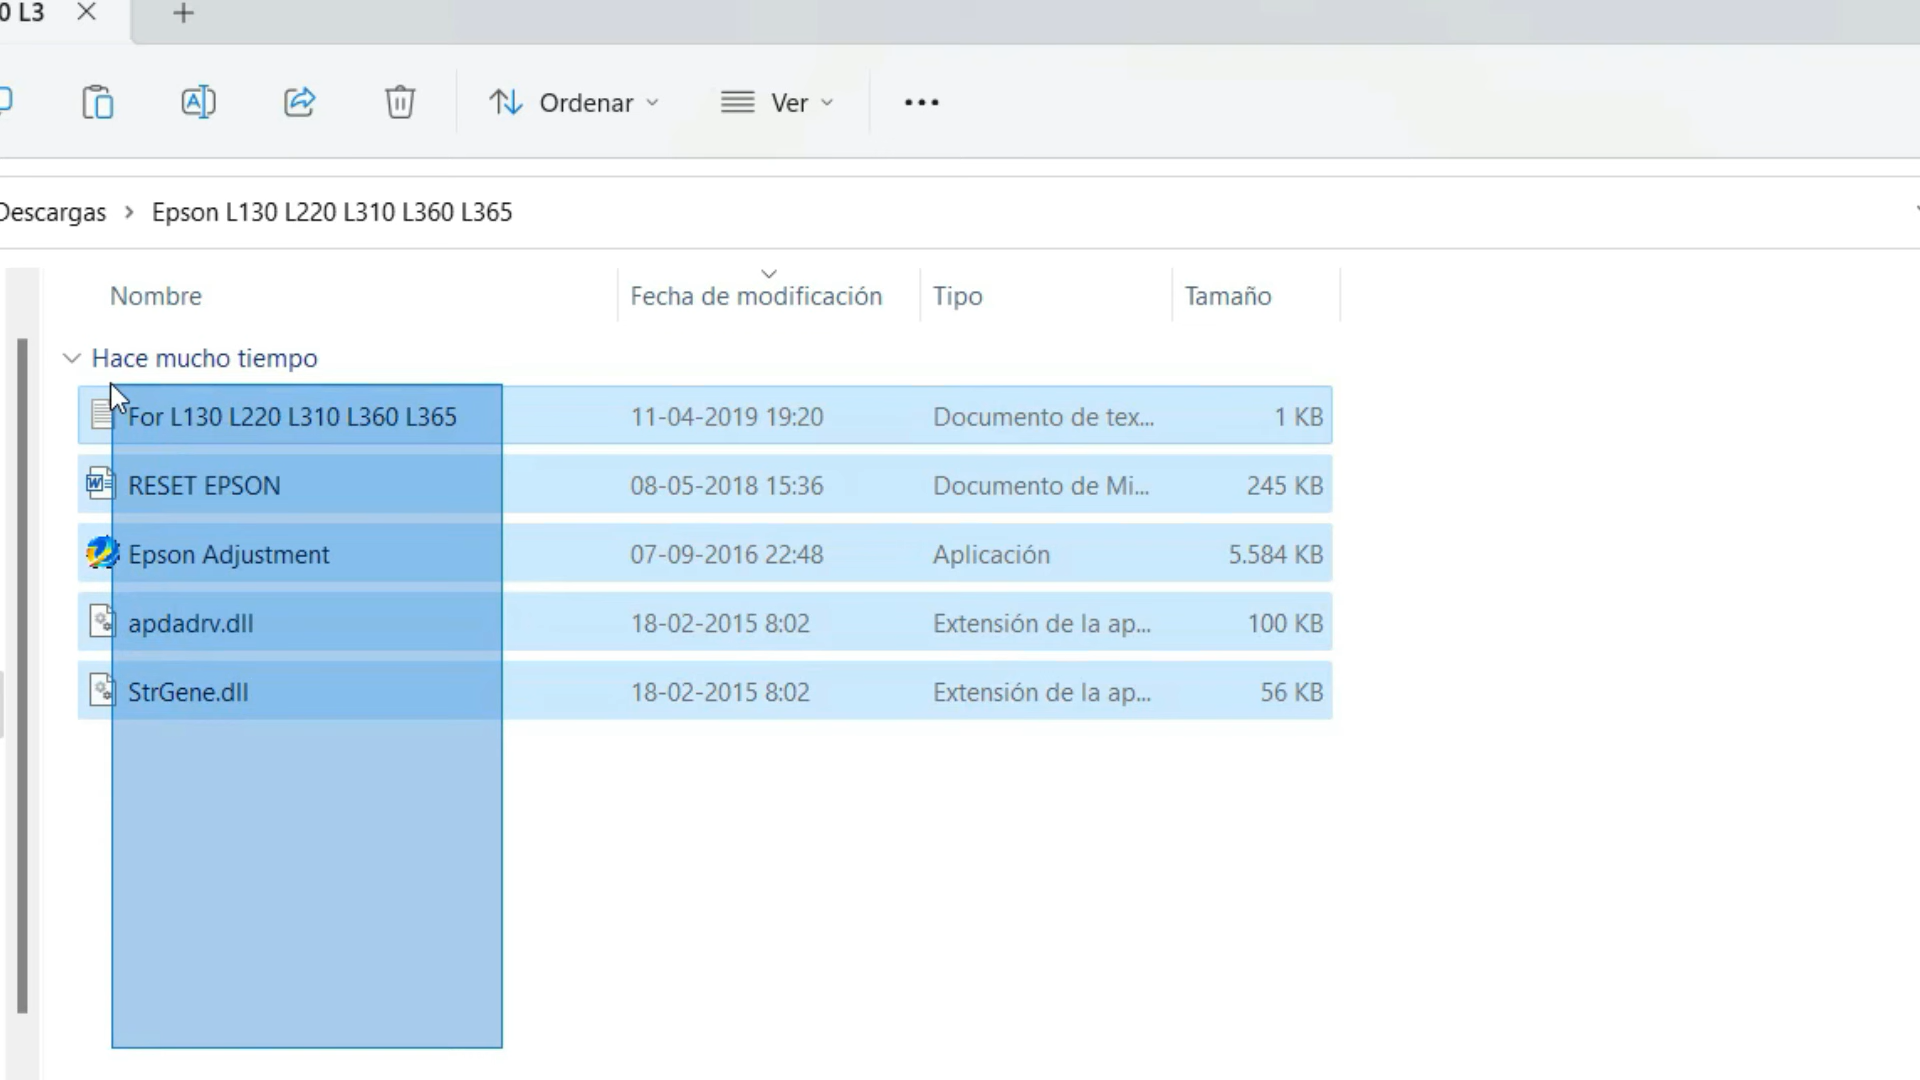 0 L3
Ordenar
Ver
Descargas > Epson L130 L220 L310 L360 L365
Nombre Fecha de modificación Tipo Tamaño
Hace mucho tiempo
For L130 L220 L310 L360 L365 11-04-2019 19:20 Documento de tex... 1 KB
RESET EPSON 08-05-2018 15:36 Documento de Mi... 245 KB
Epson Adjustment 07-09-2016 22:48 Aplicación 5.584 KB
apdadrv.dll 18-02-2015 8:02 Extensión de la ap... 100 KB
StrGene.dll 18-02-2015 8:02 Extensión de la ap... 56 KB